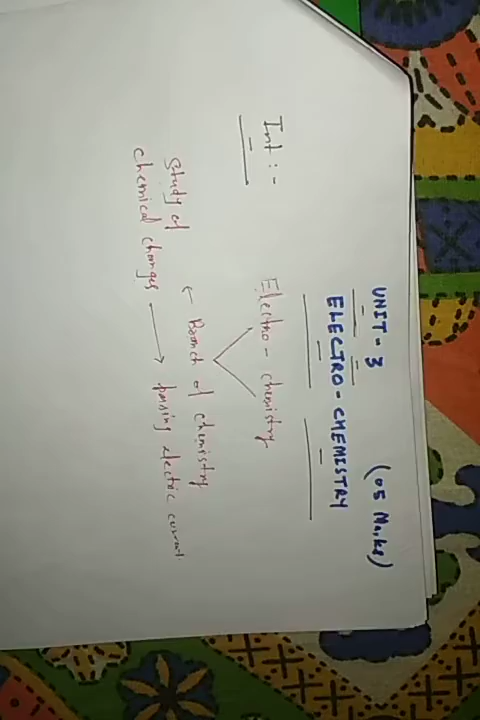 UNIT - 3 (05 Marks)
ELECTRO - CHEMISTRY
Int :-
Electro - chemistry
← Branch of chemistry
Study of
chemical changes → passing electric current